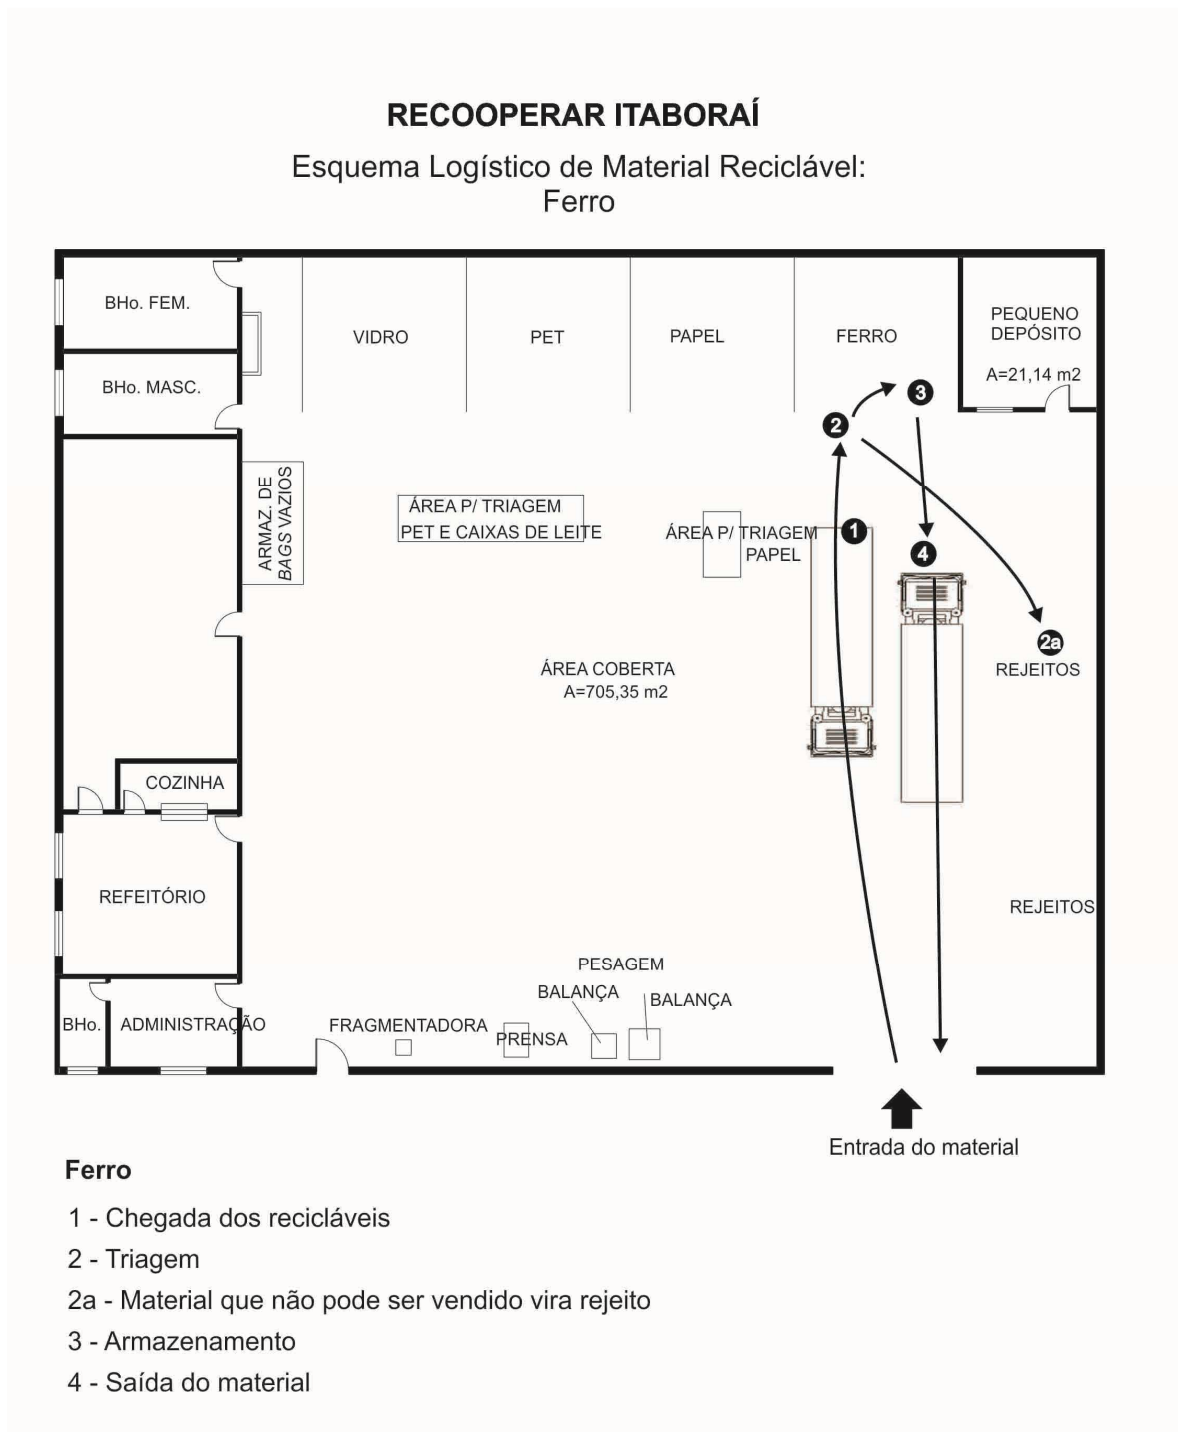 RECOOPERAR ITABORAÍ
Esquema Logístico de Material Reciclável:
Ferro
BHo. FEM.
BHo. MASC.
VIDRO
PET
PAPEL
FERRO
PEQUENO
DEPÓSITO
A=21,14 m2
3
2
ARMAZ. DE
BAGS VAZIOS
ÁREA P/ TRIAGEM
PET E CAIXAS DE LEITE
ÁREA P/ TRIAGEM
PAPEL
1
4
2a
REJEITOS
ÁREA COBERTA
A=705,35 m2
COZINHA
REFEITÓRIO
REJEITOS
PESAGEM
BALANÇA
BALANÇA
BHo.
ADMINISTRAÇÃO
FRAGMENTADORA
PRENSA
Entrada do material
Ferro
1 - Chegada dos recicláveis
2 - Triagem
2a - Material que não pode ser vendido vira rejeito
3 - Armazenamento
4 - Saída do material